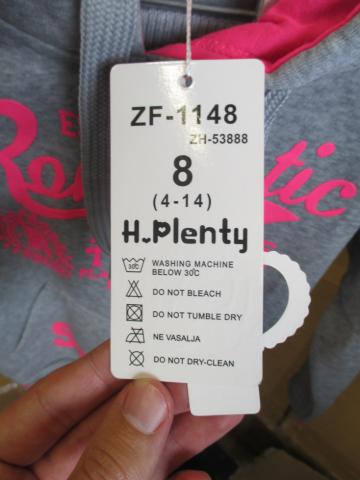 ZF-1148
ZH-53888
8
(4-14)
H.Plenty
30℃
WASHING MACHINE
BELOW 30℃
DO NOT BLEACH
DO NOT TUMBLE DRY
NE VASALJA
DO NOT DRY-CLEAN